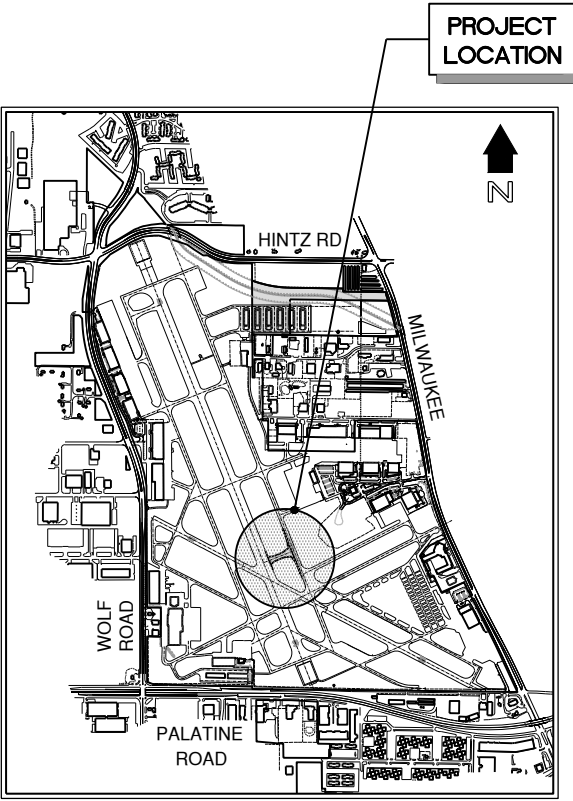 PROJECT
LOCATION
N
HINTZ RD
MILWAUKEE
WOLF
ROAD
PALATINE
ROAD